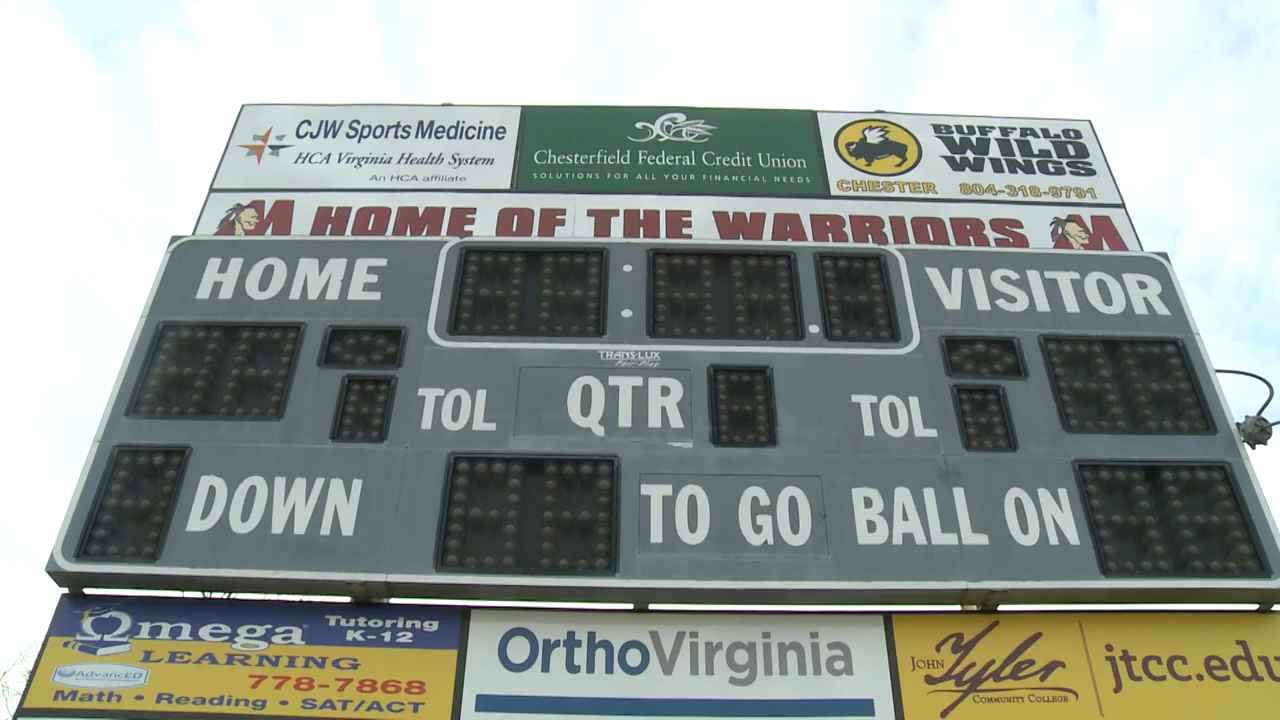 CJW Sports Medicine
HCA Virginia Health System
An HCA affiliate
Chesterfield Federal Credit Union
SOLUTIONS FOR ALL YOUR FINANCIAL NEEDS
BUFFALO
WILD
WINGS
CHESTER 804-318-9791
M HOME OF THE WARRIORS M
HOME
VISITOR
TRANS-LUX
Fair-Play
TOL QTR TOL
DOWN TO GO BALL ON
Omega
LEARNING
Tutoring
K-12
AdvancED
778-7868
Math • Reading • SAT/ACT
OrthoVirginia
JOHN Tyler
COMMUNITY COLLEGE
jtcc.edu